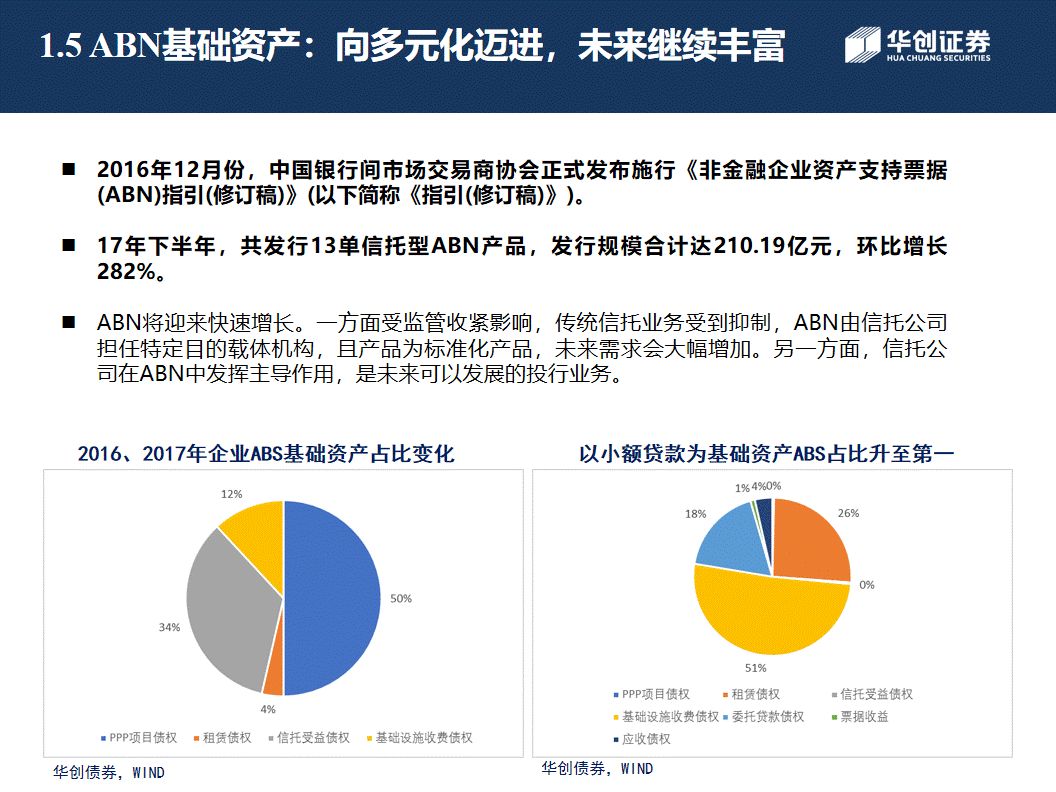 1.5 ABN基础资产：向多元化迈进，未来继续丰富
华创证券
HUA CHUANG SECURITIES
■ 2016年12月份，中国银行间市场交易商协会正式发布施行《非金融企业资产支持票据
(ABN)指引(修订稿)》(以下简称《指引(修订稿)》)。
■ 17年下半年，共发行13单信托型ABN产品，发行规模合计达210.19亿元，环比增长
282%。
■ ABN将迎来快速增长。一方面受监管收紧影响，传统信托业务受到抑制，ABN由信托公司
担任特定目的载体机构，且产品为标准化产品，未来需求会大幅增加。另一方面，信托公
司在ABN中发挥主导作用，是未来可以发展的投行业务。
2016、2017年企业ABS基础资产占比变化
12%
50%
34%
4%
PPP项目债权 租赁债权 信托受益债权 基础设施收费债权
华创债券，WIND
以小额贷款为基础资产ABS占比升至第一
1% 4% 0%
18%
26%
0%
51%
PPP项目债权 租赁债权 信托受益债权
基础设施收费债权 委托贷款债权 票据收益
应收债权
华创债券，WIND